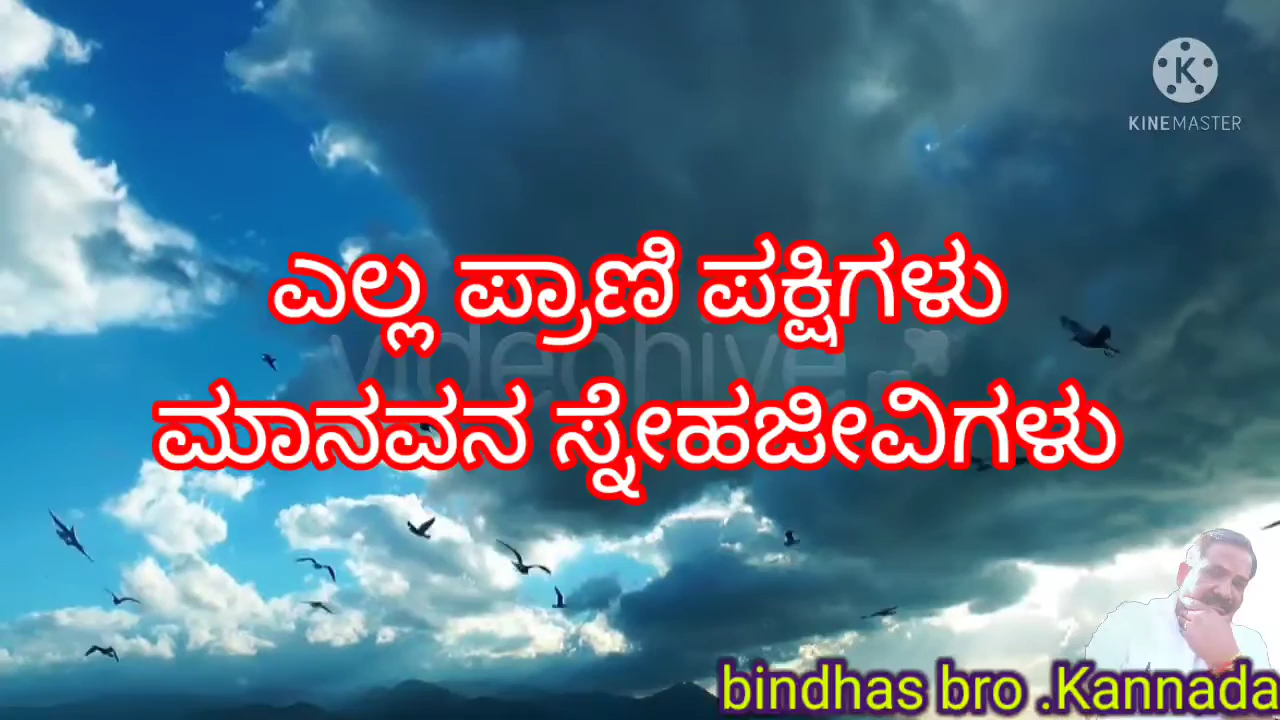 KINEMASTER
ಎಲ್ಲ ಪ್ರಾಣಿ ಪಕ್ಷಿಗಳು
videohive
ಮಾನವನ ಸ್ನೇಹಜೀವಿಗಳು
bindhas bro .Kannada